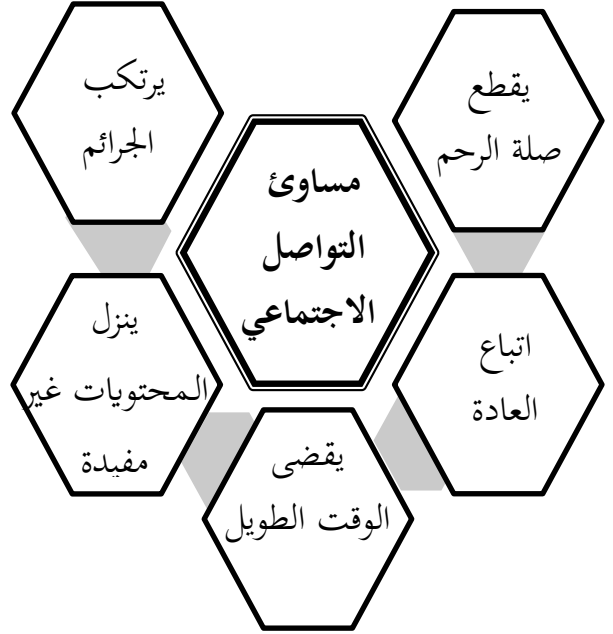 مساوئ
التواصل
الاجتماعي
يقطع
صلة الرحم
اتباع
العادة
يقضى
الوقت الطويل
ينزل
المحتويات غير
مفيدة
يرتكب
الجرائم